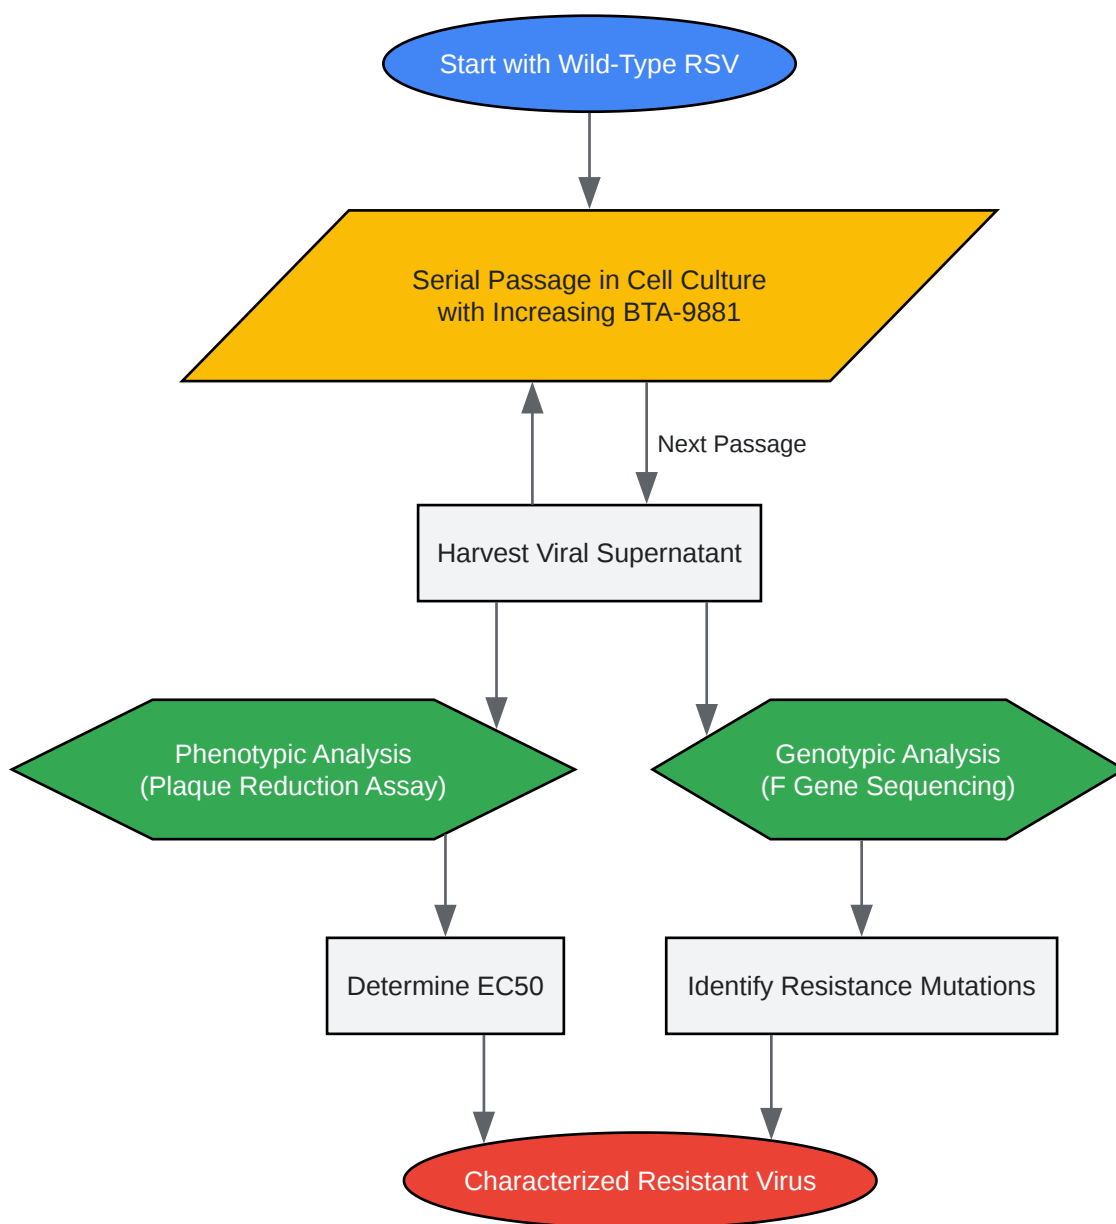 Start with Wild-Type RSV
Serial Passage in Cell Culture
with Increasing BTA-9881
Next Passage
Harvest Viral Supernatant
Phenotypic Analysis
(Plaque Reduction Assay)
Genotypic Analysis
(F Gene Sequencing)
Determine EC50
Identify Resistance Mutations
Characterized Resistant Virus